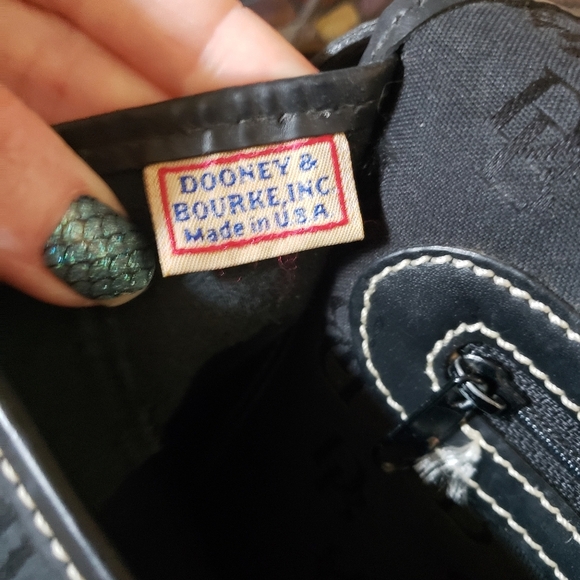 DOONEY &
BOURKE, INC.
Made in U.S.A